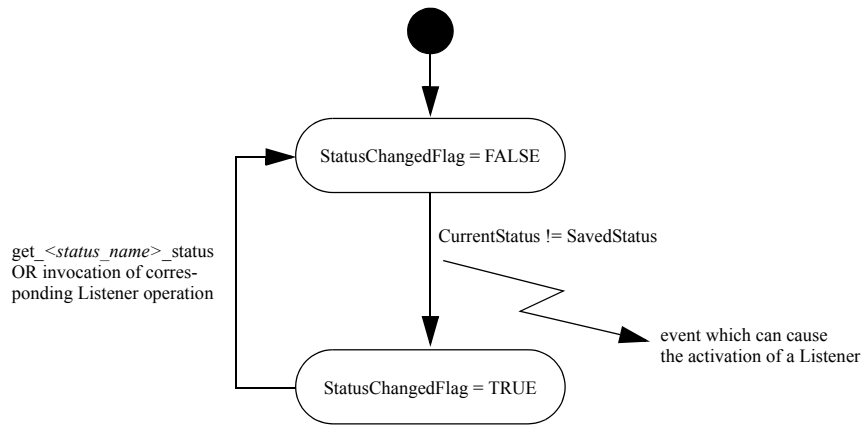 StatusChangedFlag = FALSE
CurrentStatus != SavedStatus
get_<status_name>_status
OR invocation of corres-
ponding Listener operation
event which can cause
the activation of a Listener
StatusChangedFlag = TRUE